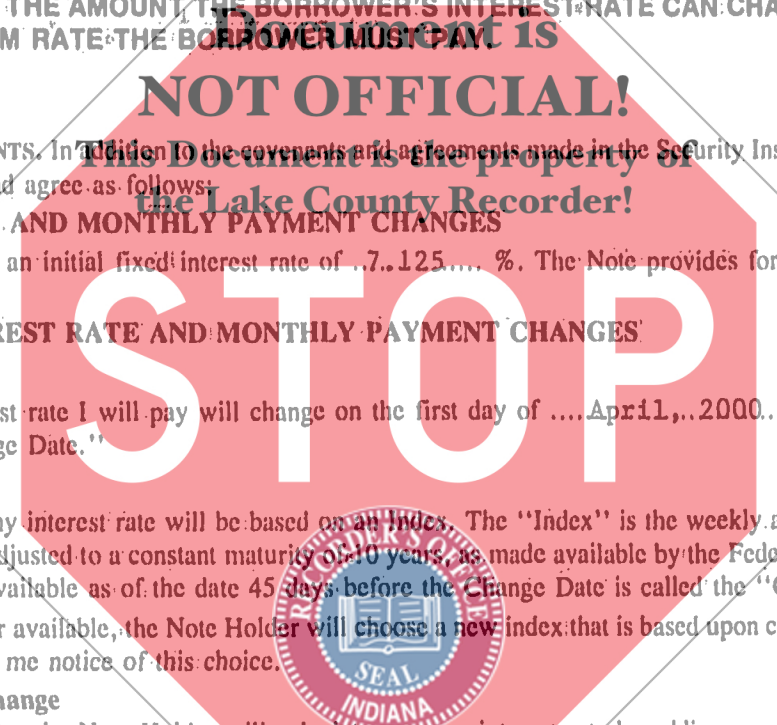 THE AMOUNT THE BORROWER'S INTEREST RATE CAN CHA
Document is
M RATE THE BORROWER MUST PAY.
NOT OFFICIAL!
NTS. In addition to the covenants and agreements made in the Security Ins
This Document is the property of
d agree as follows:
the Lake County Recorder!
AND MONTHLY PAYMENT CHANGES
an initial fixed interest rate of ..7..125.... %. The Note provides for
STOP
REST RATE AND MONTHLY PAYMENT CHANGES
st rate I will pay will change on the first day of ....April,..2000..
ge Date."
ny interest rate will be based on an Index. The "Index" is the weekly a
djusted to a constant maturity of 10 years, as made available by the Fede
vailable as of the date 45 days before the Change Date is called the "C
r available, the Note Holder will choose a new index that is based upon c
me notice of this choice.
hange
RECORDER'S OFFICE
SEAL
INDIANA